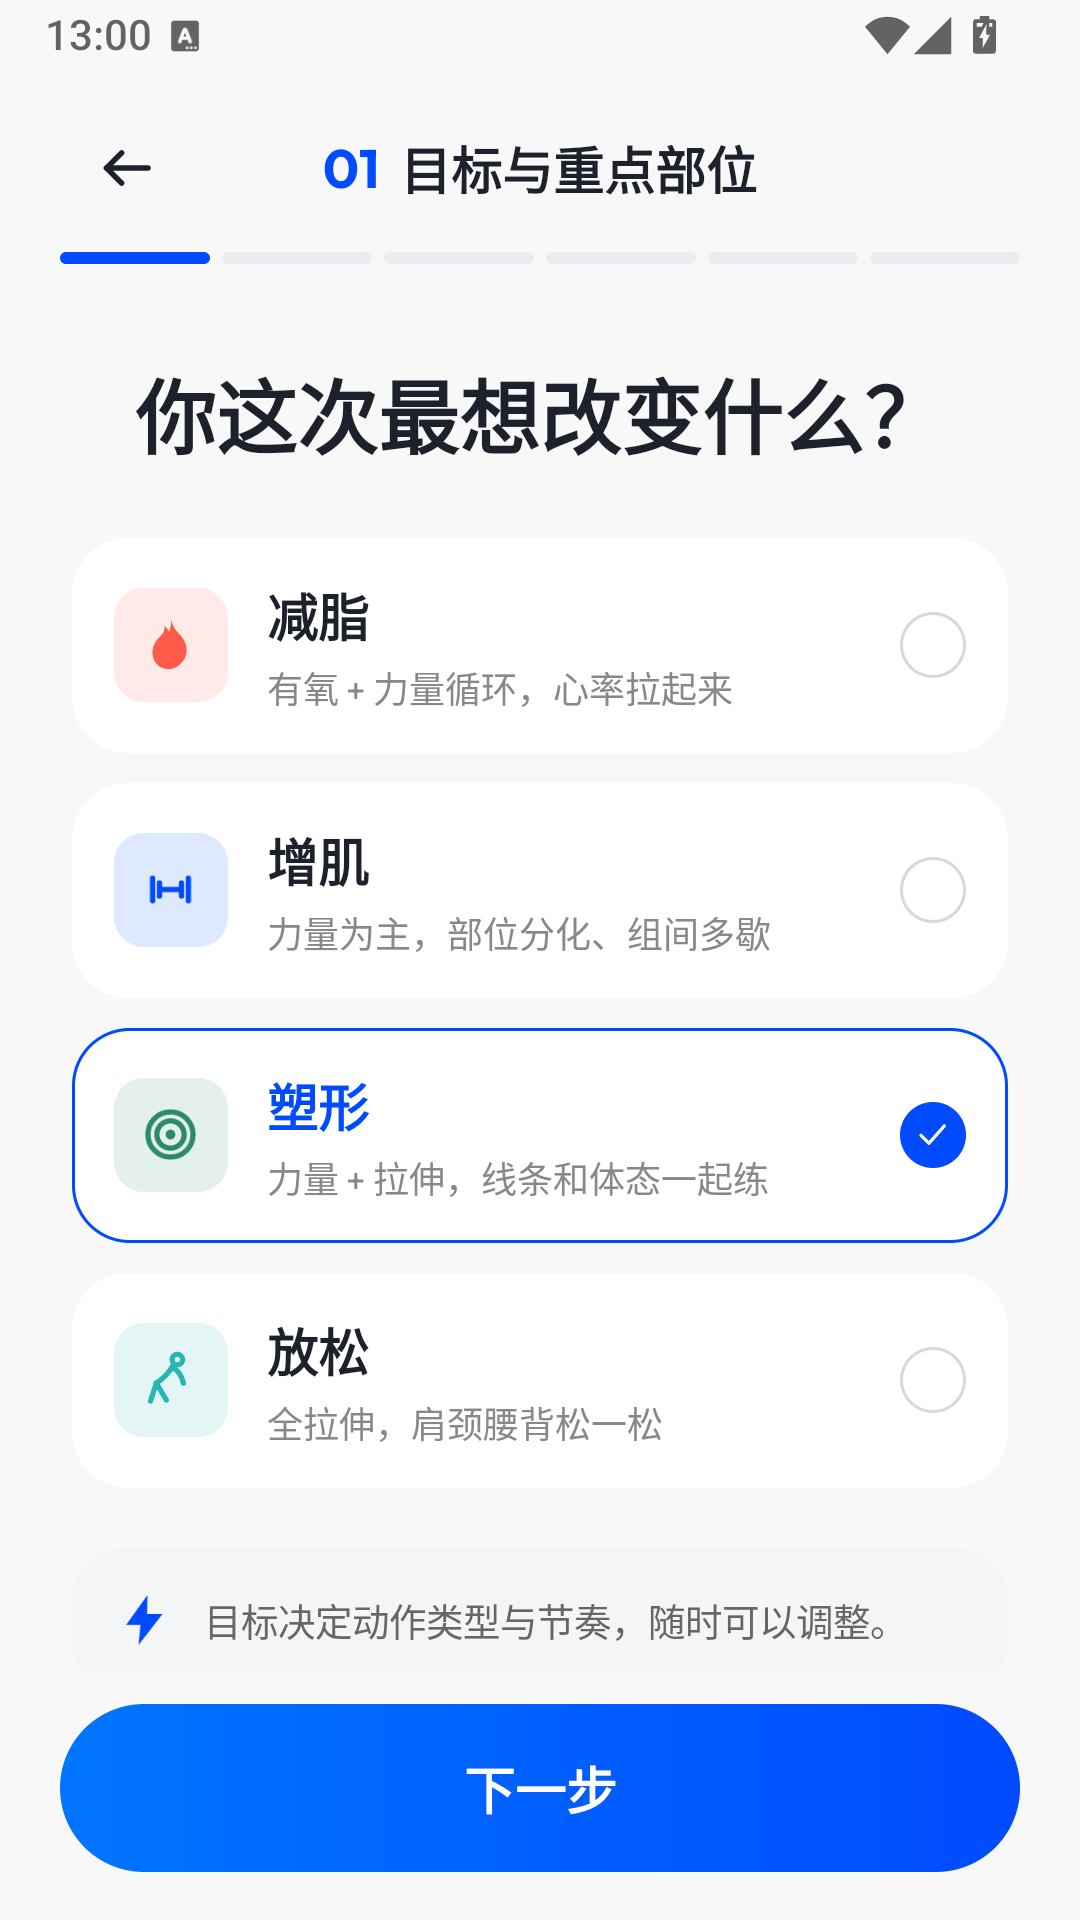 13:00
01 目标与重点部位
你这次最想改变什么?
减脂
有氧 + 力量循环，心率拉起来
增肌
力量为主，部位分化、组间多歇
塑形
力量 + 拉伸，线条和体态一起练
放松
全拉伸，肩颈腰背松一松
目标决定动作类型与节奏，随时可以调整。
下一步